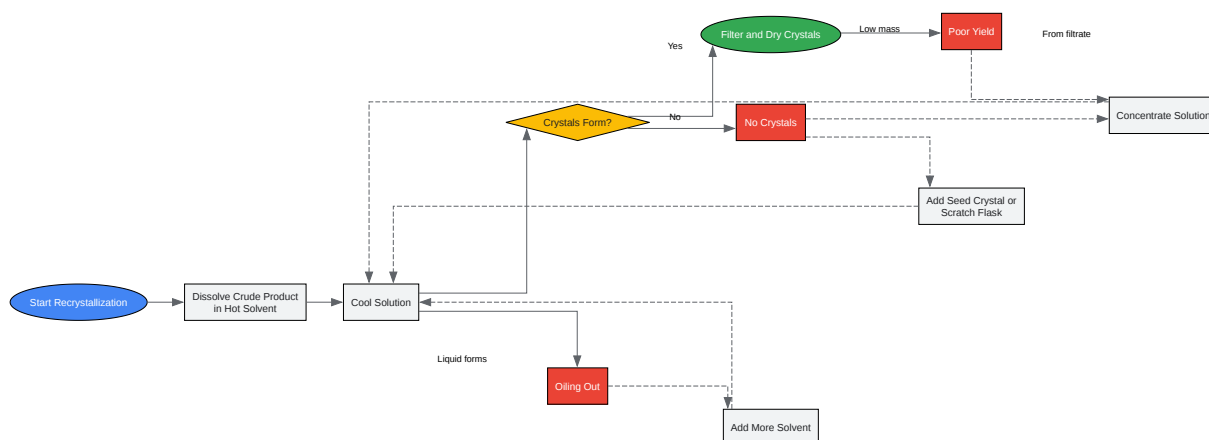 Filter and Dry Crystals
Low mass
Poor Yield
From filtrate
Yes
Crystals Form?
No
No Crystals
Concentrate Solution
Add Seed Crystal or
Scratch Flask
Start Recrystallization
Dissolve Crude Product
in Hot Solvent
Cool Solution
Liquid forms
Oiling Out
Add More Solvent